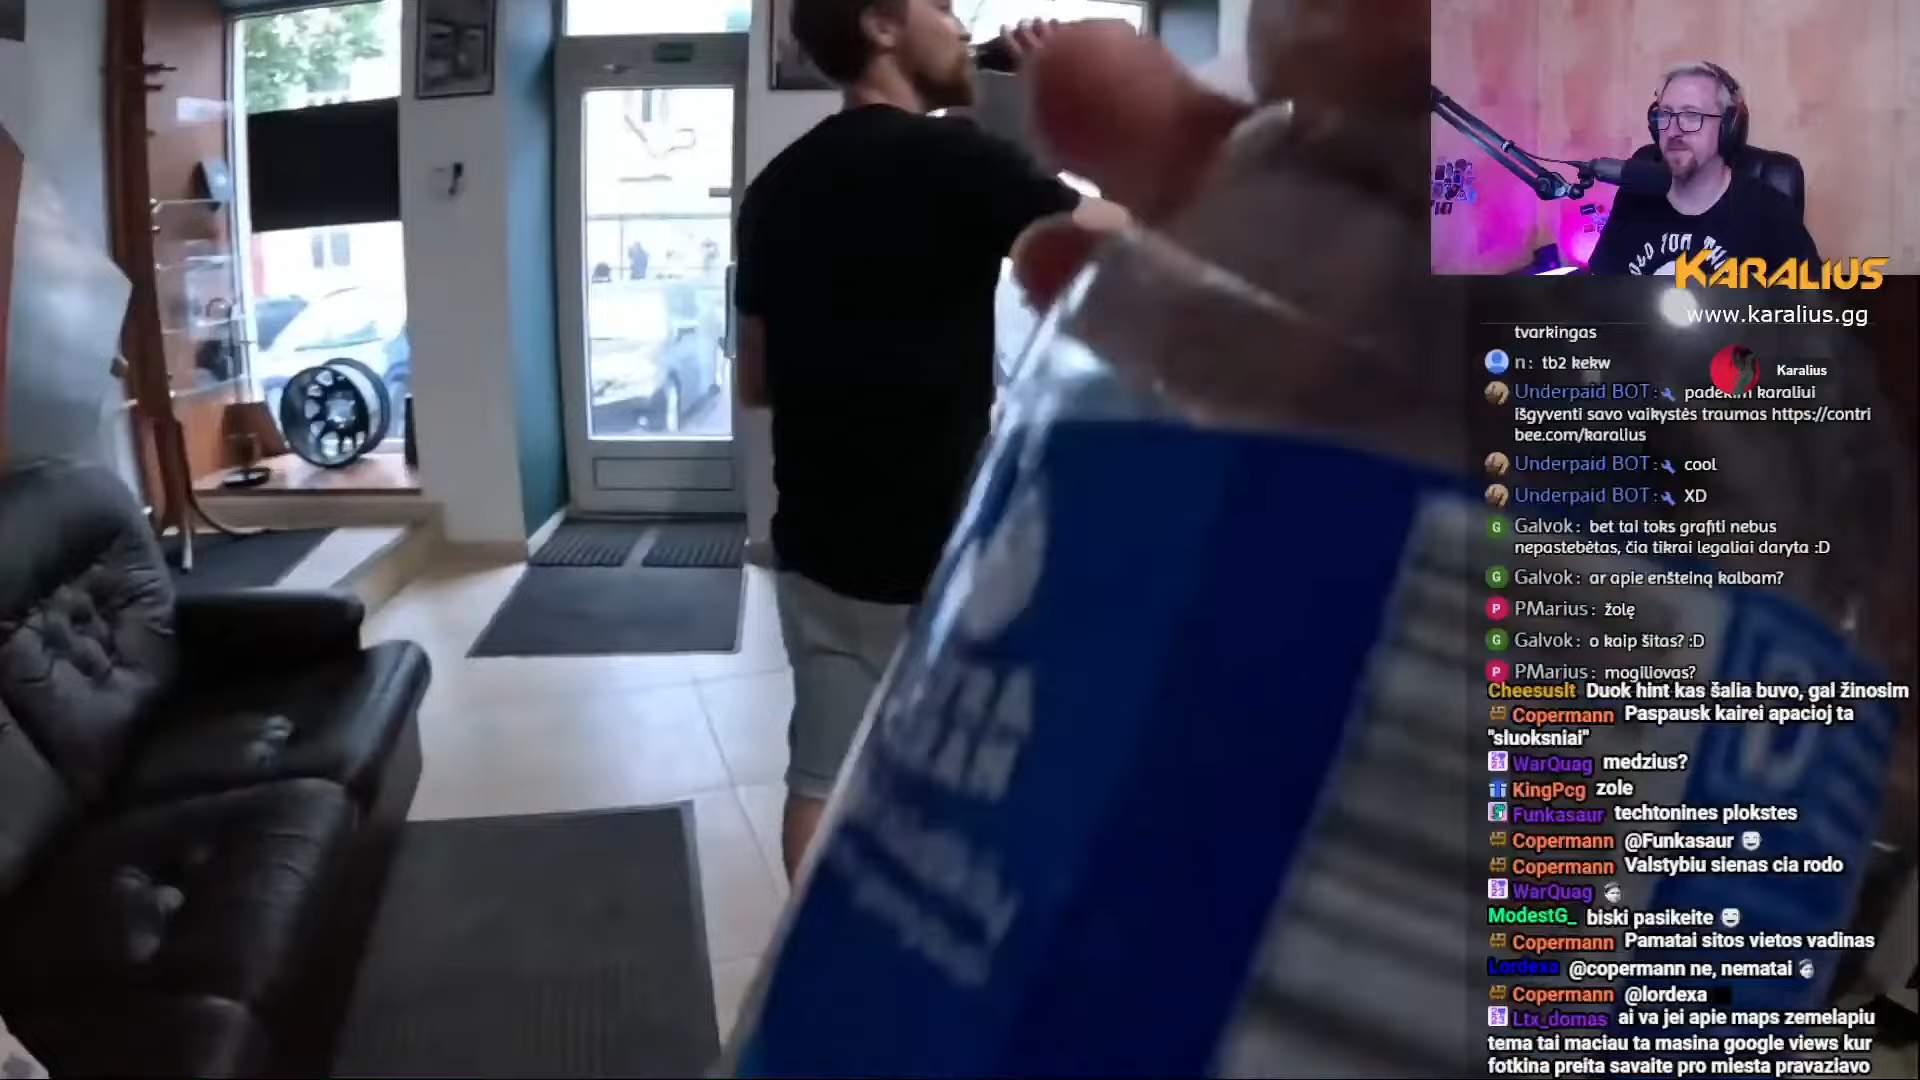 KARALIUS
www.karalius.gg
tvarkingas
n: tb2 kekw
Karalius
Underpaid BOT: padėkim karaliui
išgyventi savo vaikystės traumas https://contri
bee.com/karalius
Underpaid BOT: cool
Underpaid BOT: XD
Galvok: bet tai toks grafiti nebus
nepastebėtas, čia tikrai legaliai daryta :D
Galvok: ar apie enšteiną kalbam?
PMarius: žolę
Galvok: o kaip šitas? :D
PMarius: mogiliovas?
CheesusIt Duok hint kas šalia buvo, gal žinosim
Copermann Paspausk kairei apacioj ta
"sluoksniai"
WarQuag medzius?
KingPcg zole
Funkasaur techtonines plokstes
Copermann @Funkasaur
Copermann Valstybiu sienas cia rodo
WarQuag
ModestG_ biski pasikeite
Copermann Pamatai sitos vietos vadinas
Lordexa @copermann ne, nematai
Copermann @lordexa
Ltx_domas ai va jei apie maps zemelapiu
tema tai maciau ta masina google views kur
fotkina preita savaite pro miesta pravaziavo